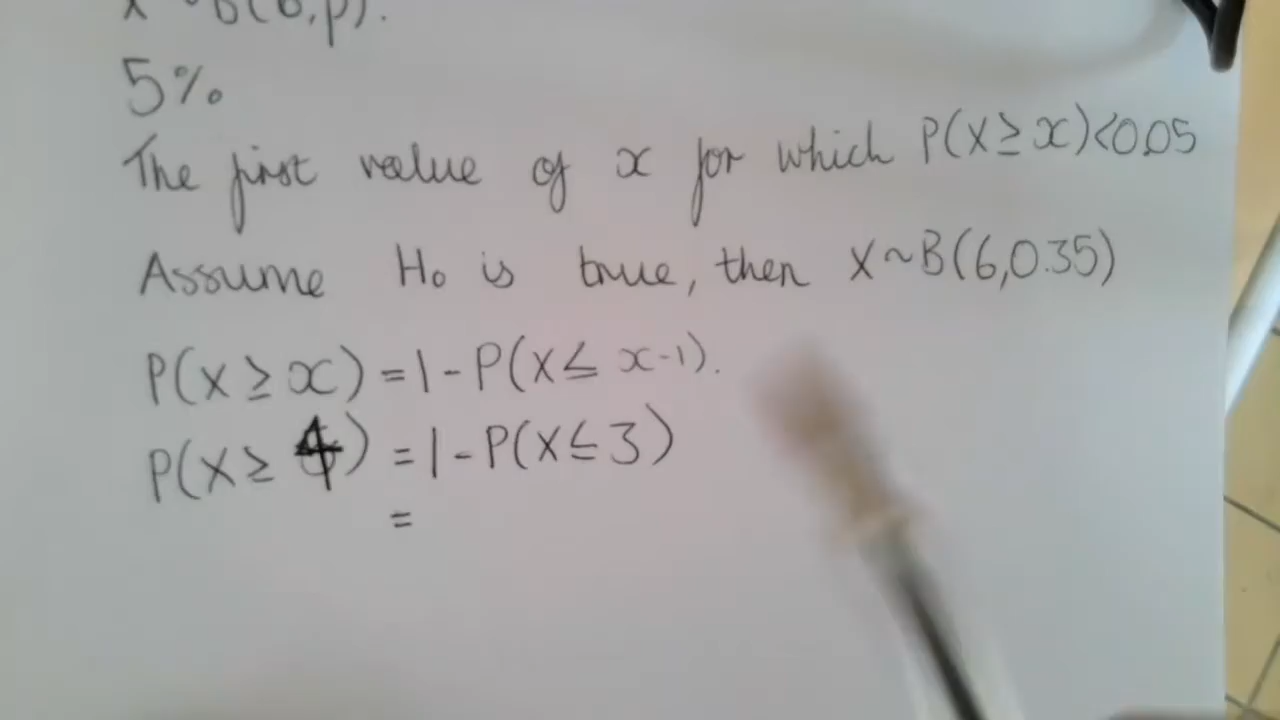 X ~ B(6,p).
5%
The first value of x for which P(X ≥ x) < 0.05
Assume H₀ is true, then X ~ B(6, 0.35)
P(X ≥ x) = 1 - P(X ≤ x-1).
P(X ≥ 4) = 1 - P(X ≤ 3)
=